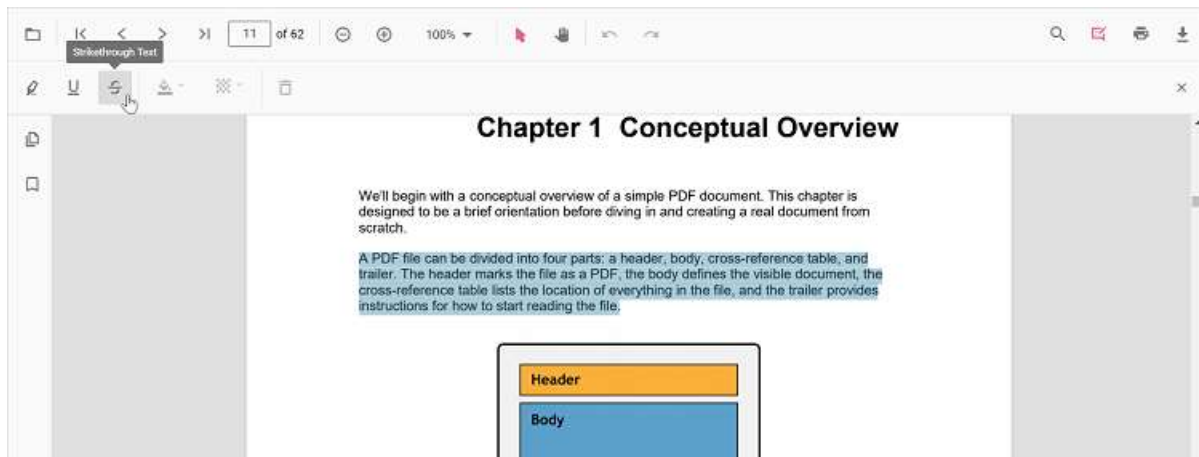 11 of 62 100%
Strikethrough Text
Chapter 1 Conceptual Overview
We'll begin with a conceptual overview of a simple PDF document. This chapter is
designed to be a brief orientation before diving in and creating a real document from
scratch.
A PDF file can be divided into four parts: a header, body, cross-reference table, and
trailer. The header marks the file as a PDF, the body defines the visible document, the
cross-reference table lists the location of everything in the file, and the trailer provides
instructions for how to start reading the file.
Header
Body